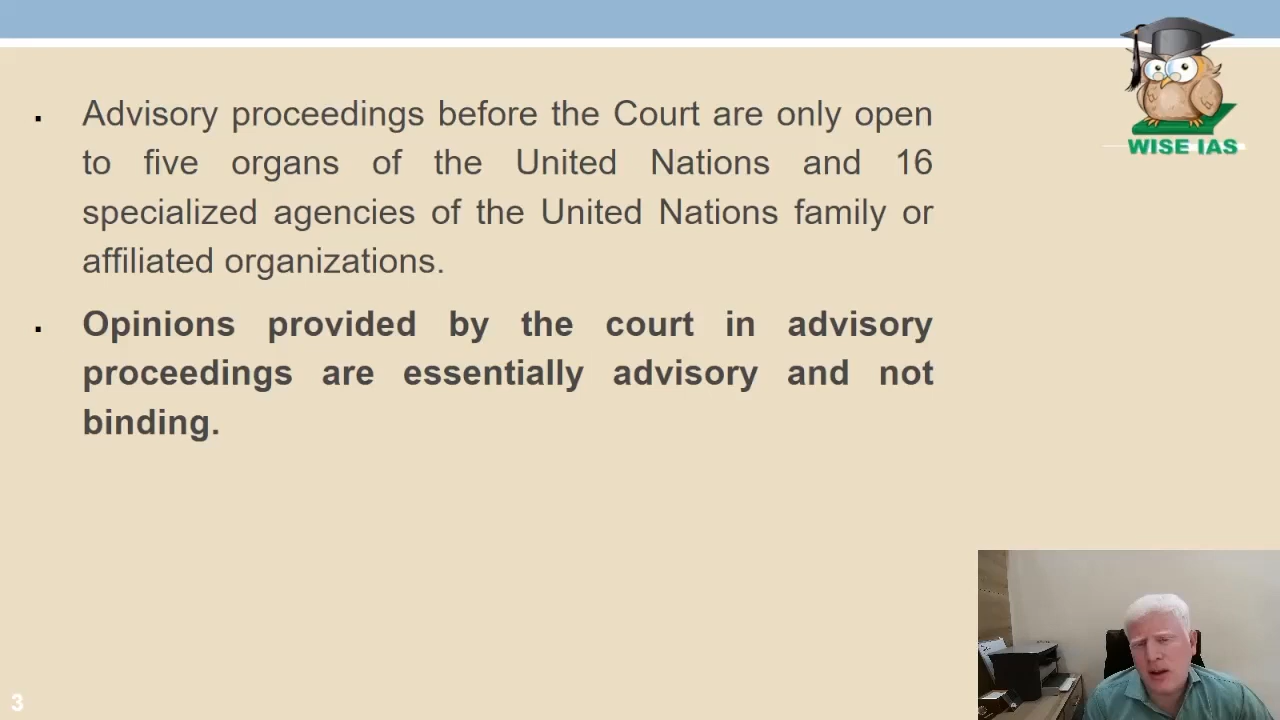 WISE IAS
Advisory proceedings before the Court are only open
to five organs of the United Nations and 16
specialized agencies of the United Nations family or
affiliated organizations.
Opinions provided by the court in advisory
proceedings are essentially advisory and not
binding.
3